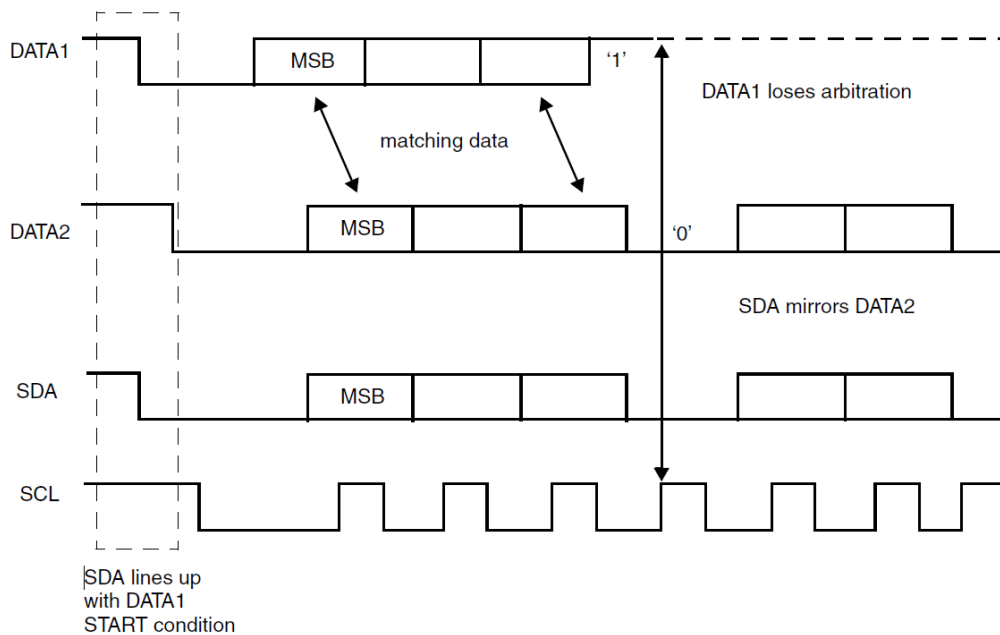 DATA1
MSB
‘1’
DATA1 loses arbitration
matching data
DATA2
MSB
‘0’
SDA mirrors DATA2
SDA
MSB
SCL
SDA lines up
with DATA1
START condition